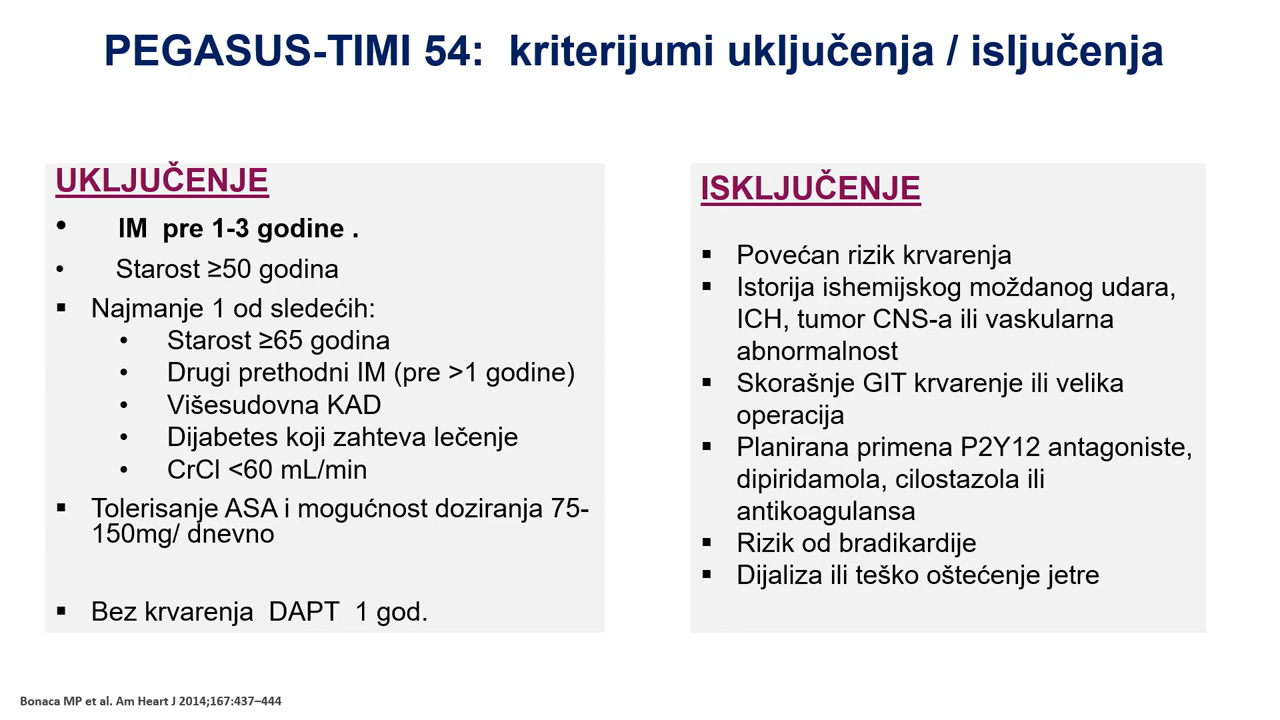 PEGASUS-TIMI 54:  kriterijumi uključenja / isljučenja
UKLJUČENJE
• IM  pre 1-3 godine .
• Starost ≥50 godina
▪ Najmanje 1 od sledećih:
• Starost ≥65 godina
• Drugi prethodni IM (pre >1 godine)
• Višesudovna KAD
• Dijabetes koji zahteva lečenje
• CrCl <60 mL/min
▪ Tolerisanje ASA i mogućnost doziranja 75-
150mg/ dnevno
▪ Bez krvarenja  DAPT  1 god.
ISKLJUČENJE
▪ Povećan rizik krvarenja
▪ Istorija ishemijskog moždanog udara,
ICH, tumor CNS-a ili vaskularna
abnormalnost
▪ Skorašnje GIT krvarenje ili velika
operacija
▪ Planirana primena P2Y12 antagoniste,
dipiridamola, cilostazola ili
antikoagulansa
▪ Rizik od bradikardije
▪ Dijaliza ili teško oštećenje jetre
Bonaca MP et al. Am Heart J 2014;167:437–444